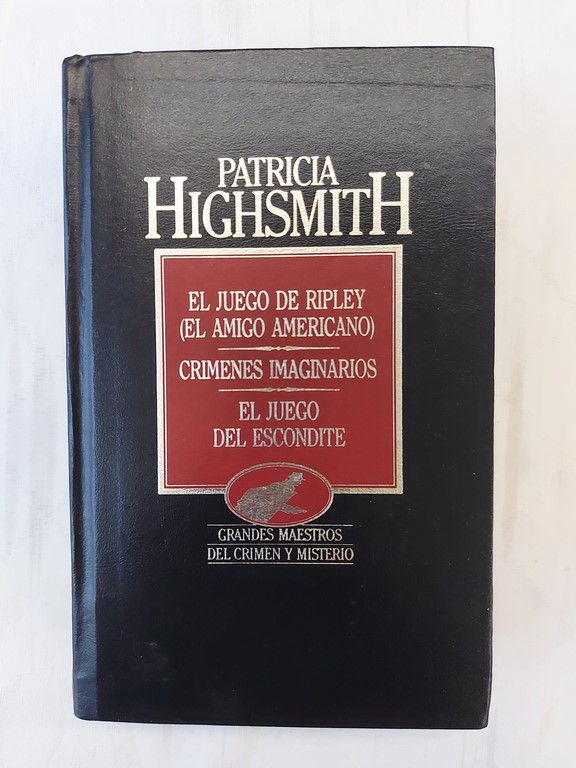 PATRICIA
HIGHSMITH
EL JUEGO DE RIPLEY
(EL AMIGO AMERICANO)
CRIMENES IMAGINARIOS
EL JUEGO
DEL ESCONDITE
GRANDES MAESTROS
DEL CRIMEN Y MISTERIO